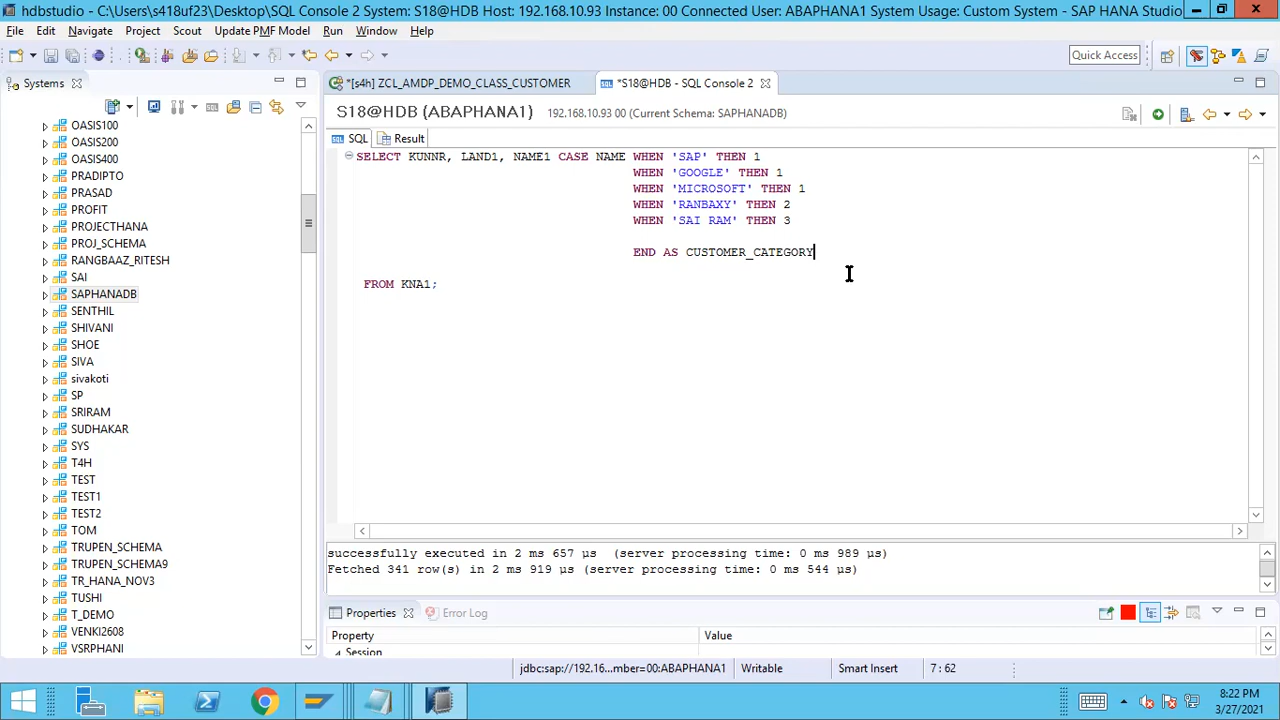 hdbstudio - C:\Users\s418uf23\Desktop\SQL Console 2 System: S18@HDB Host: 192.168.10.93 Instance: 00 Connected User: ABAPHANA1 System Usage: Custom System - SAP HANA Studio
File Edit Navigate Project Scout Update PMF Model Run Window Help
Quick Access
Systems
*[s4h] ZCL_AMDP_DEMO_CLASS_CUSTOMER
*S18@HDB - SQL Console 2
S18@HDB (ABAPHANA1) 192.168.10.93 00 (Current Schema: SAPHANADB)
SQL Result
OASIS100
OASIS200
OASIS400
PRADIPTO
PRASAD
PROFIT
PROJECTHANA
PROJ_SCHEMA
RANGBAAZ_RITESH
SAI
SAPHANADB
SENTHIL
SHIVANI
SHOE
SIVA
sivakoti
SP
SRIRAM
SUDHAKAR
SYS
T4H
TEST
TEST1
TEST2
TOM
TRUPEN_SCHEMA
TRUPEN_SCHEMA9
TR_HANA_NOV3
TUSHI
T_DEMO
VENKI2608
VSRPHANI
SELECT KUNNR, LAND1, NAME1 CASE NAME WHEN 'SAP' THEN 1
WHEN 'GOOGLE' THEN 1
WHEN 'MICROSOFT' THEN 1
WHEN 'RANBAXY' THEN 2
WHEN 'SAI RAM' THEN 3
END AS CUSTOMER_CATEGORY
FROM KNA1;
successfully executed in 2 ms 657 µs (server processing time: 0 ms 989 µs)
Fetched 341 row(s) in 2 ms 919 µs (server processing time: 0 ms 544 µs)
Properties Error Log
Property Value
Session
jdbc:sap://192.16...mber=00:ABAPHANA1 Writable Smart Insert 7 : 62
8:22 PM
3/27/2021